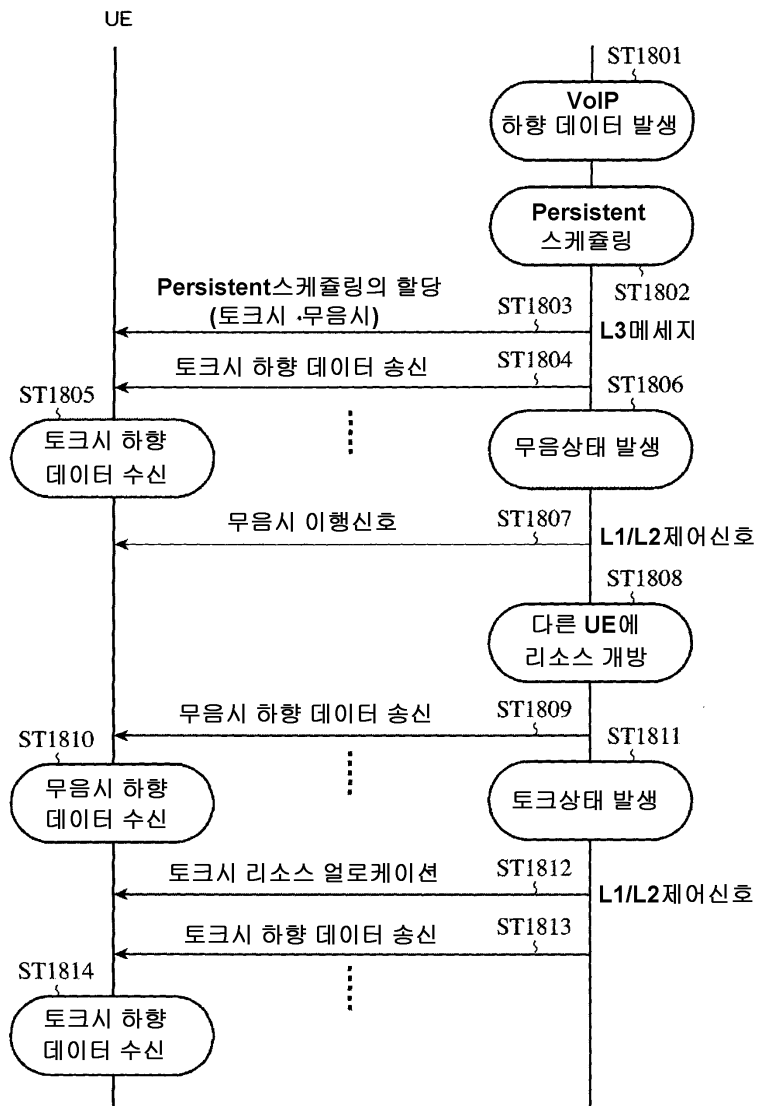 UE
ST1801
VoIP
하향 데이터 발생
Persistent
스케쥴링
ST1802
Persistent스케쥴링의 할당
(토크시 ·무음시)
ST1803
L3메세지
토크시 하향 데이터 송신
ST1804
ST1805
ST1806
토크시 하향
데이터 수신
무음상태 발생
무음시 이행신호
ST1807
L1/L2제어신호
ST1808
다른 UE에
리소스 개방
무음시 하향 데이터 송신
ST1809
ST1810
ST1811
무음시 하향
데이터 수신
토크상태 발생
토크시 리소스 얼로케이션
ST1812
L1/L2제어신호
토크시 하향 데이터 송신
ST1813
ST1814
토크시 하향
데이터 수신